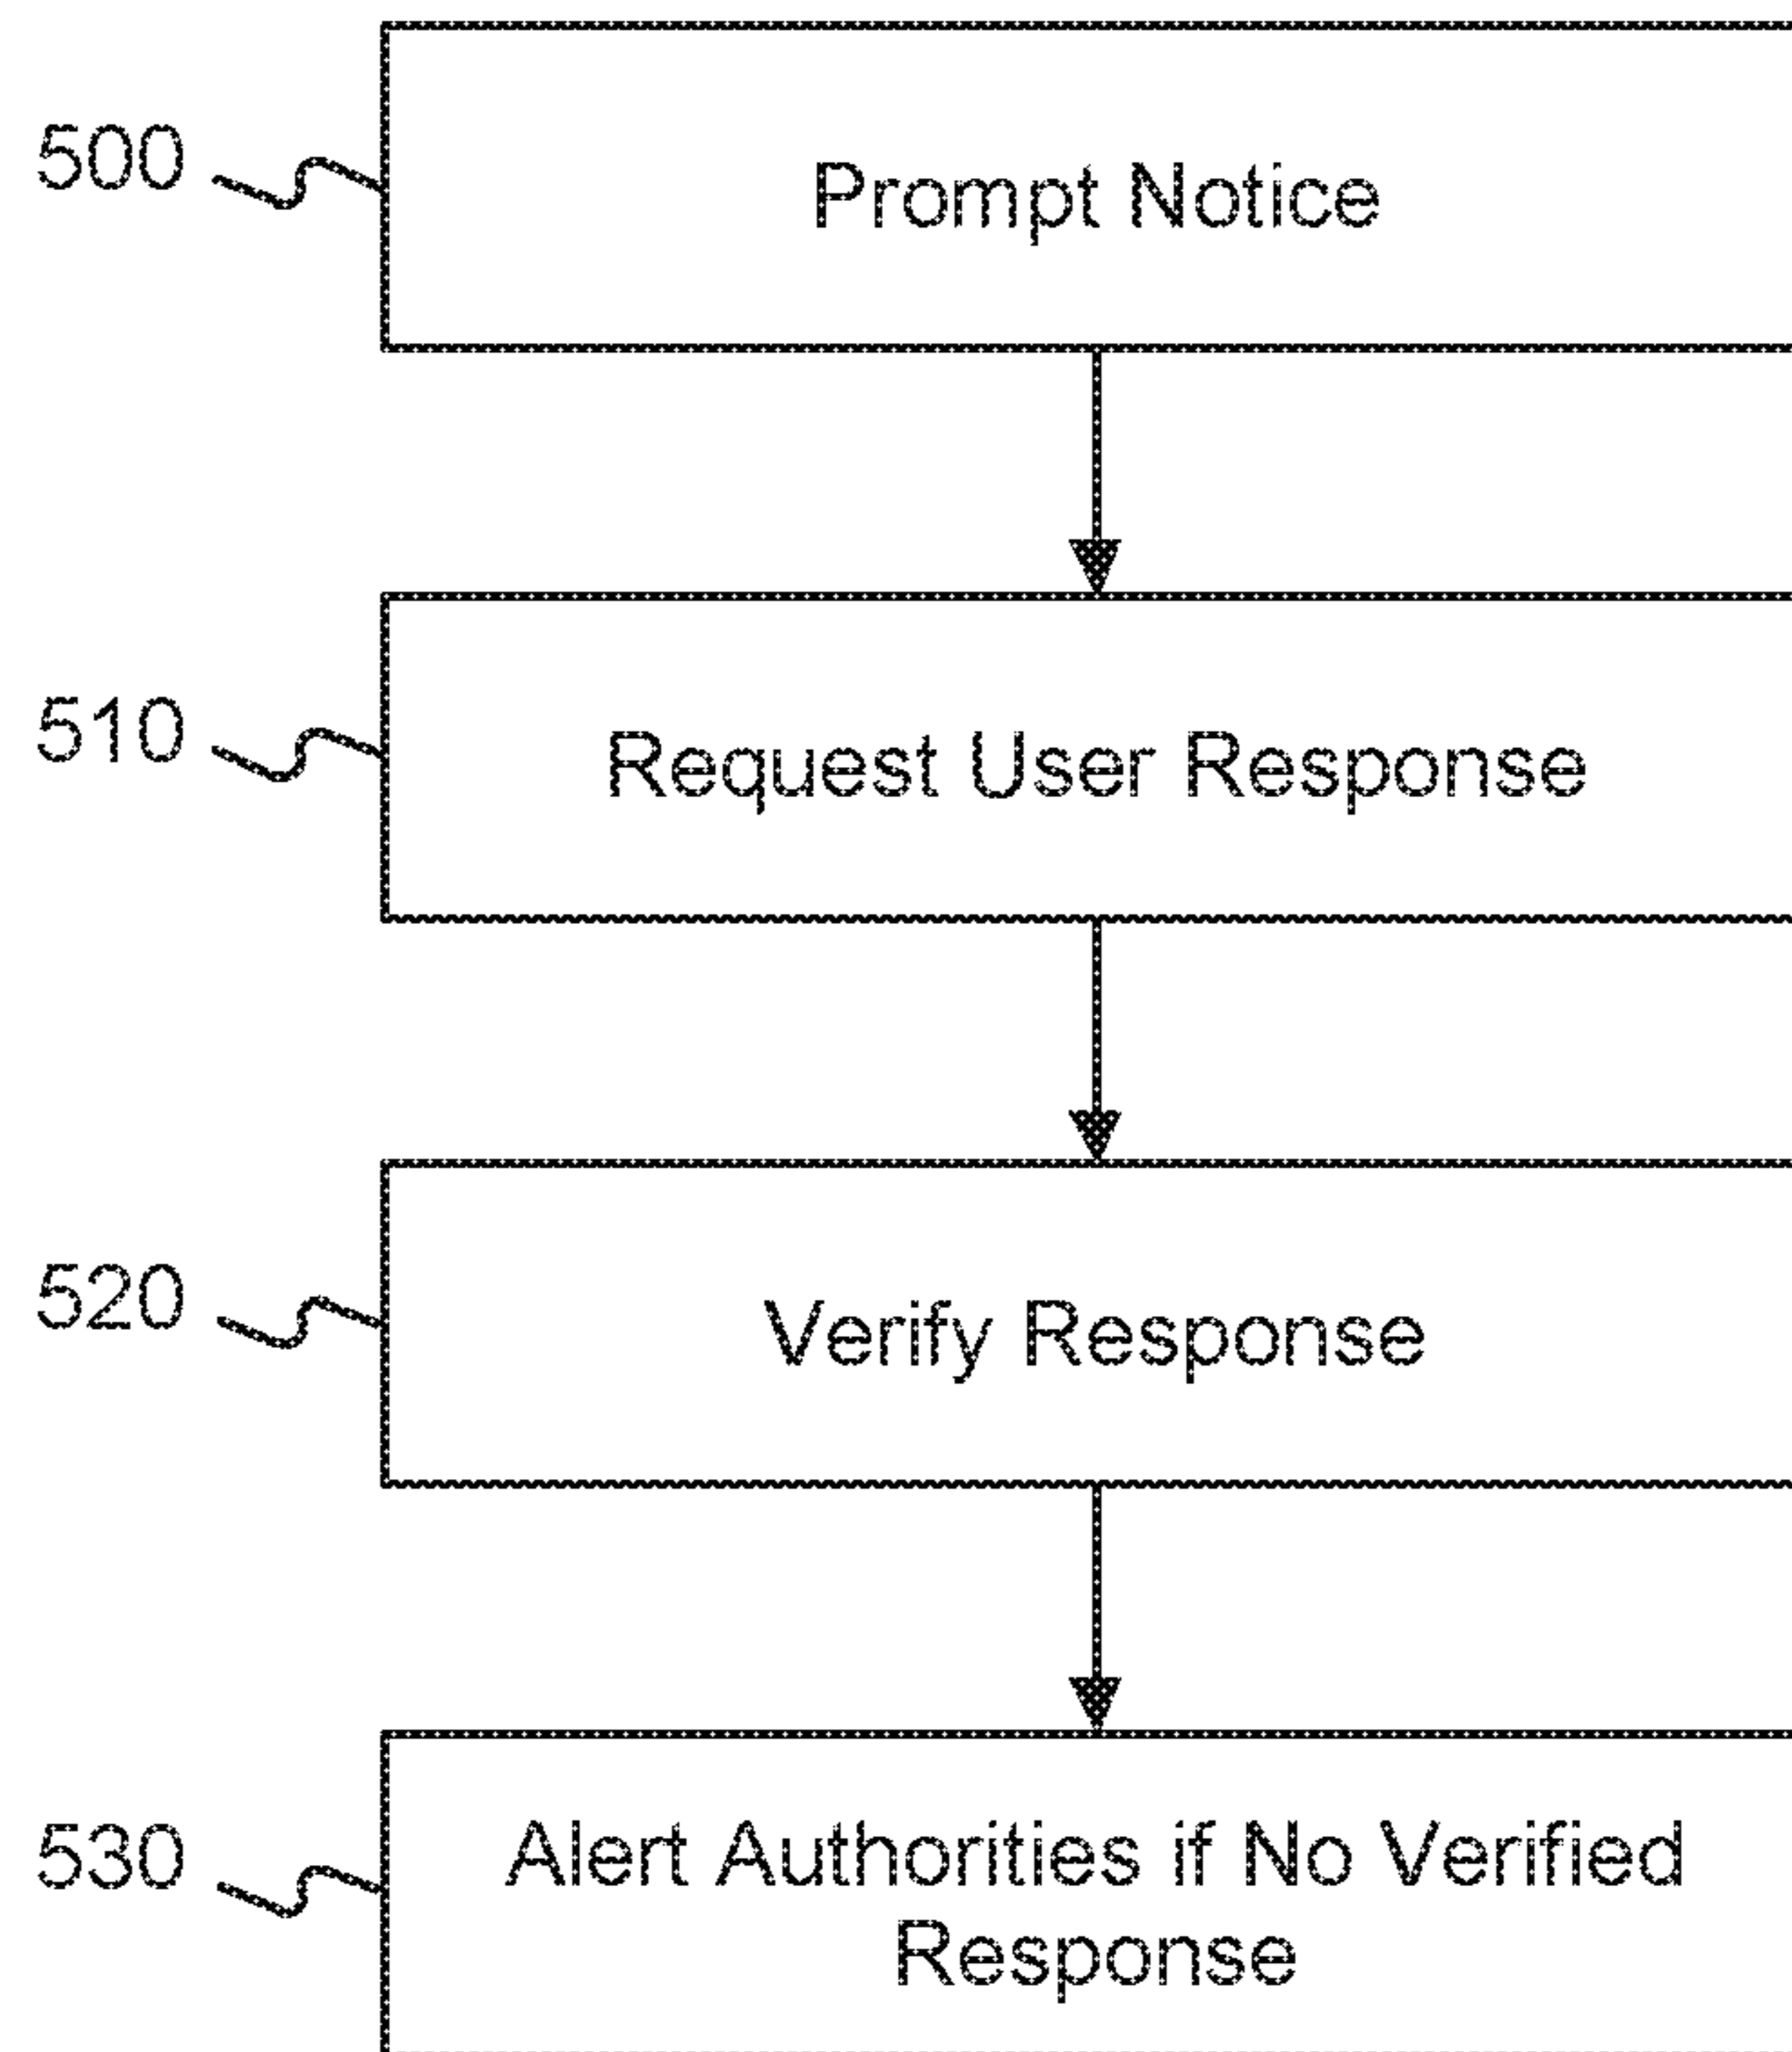 500
Prompt Notice
510
Request User Response
520
Verify Response
530
Alert Authorities if No Verified
Response